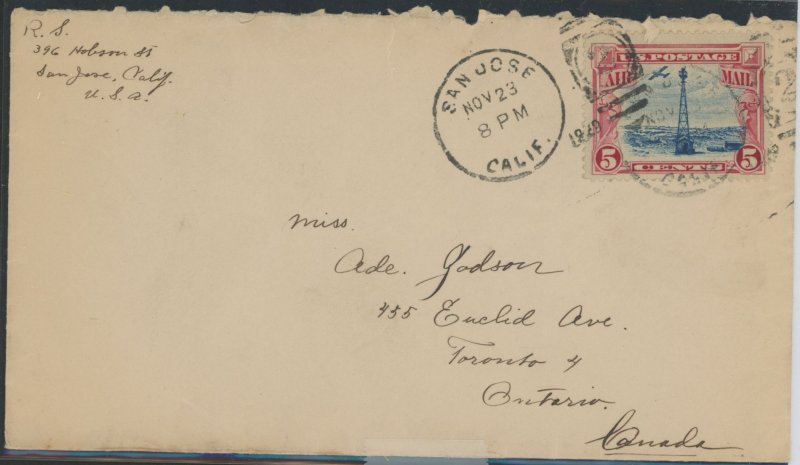 R. S.
396 Hobson St
San Jose, Calif.
U. S. a.
SAN JOSE
NOV 23
8 PM
CALIF.
U.S. POSTAGE
AIR MAIL
5 CENTS 5
Miss.
Ade. Godson
455 Euclid Ave.
Toronto 4
Ontario.
Canada